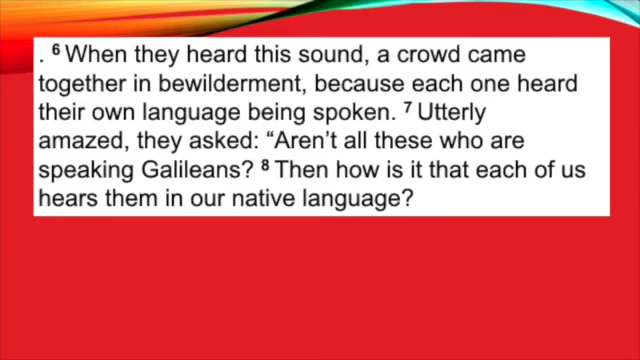 . ⁶ When they heard this sound, a crowd came
together in bewilderment, because each one heard
their own language being spoken. ⁷ Utterly
amazed, they asked: “Aren’t all these who are
speaking Galileans? ⁸ Then how is it that each of us
hears them in our native language?